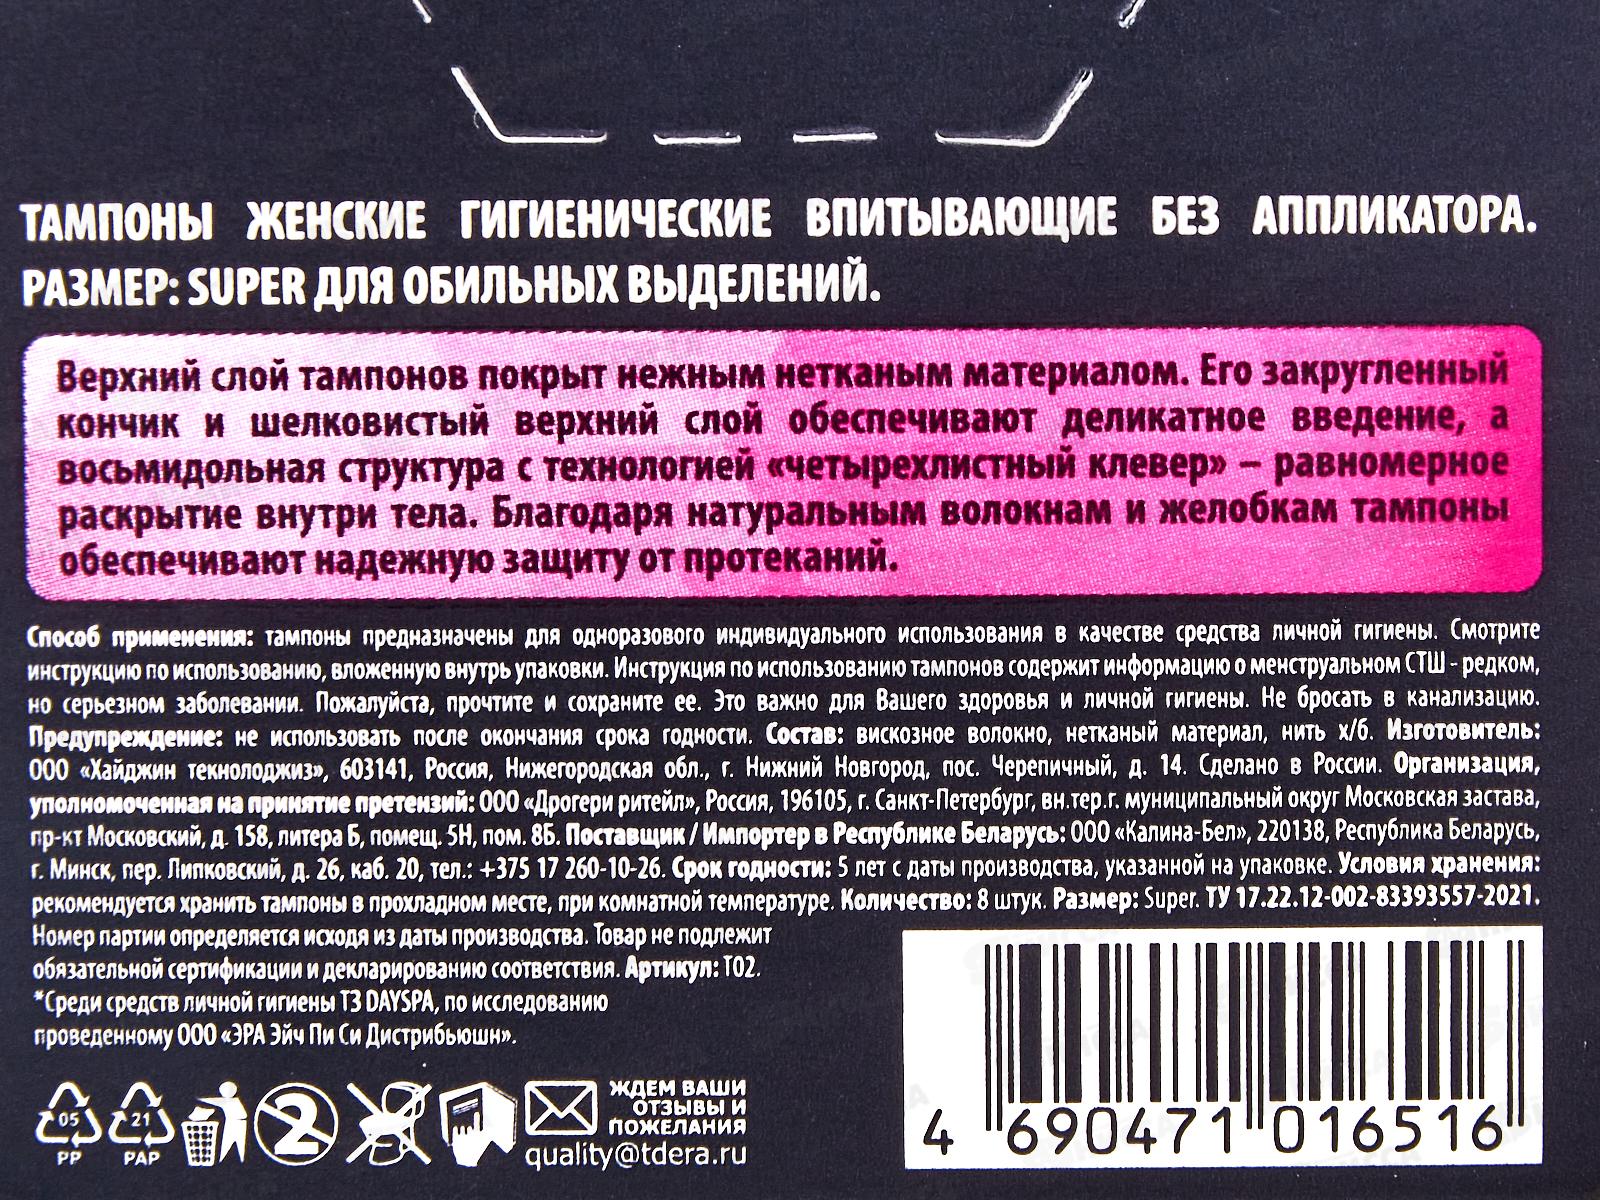 ТАМПОНЫ ЖЕНСКИЕ ГИГИЕНИЧЕСКИЕ ВПИТЫВАЮЩИЕ БЕЗ АППЛИКАТОРА.
РАЗМЕР: SUPER ДЛЯ ОБИЛЬНЫХ ВЫДЕЛЕНИЙ.
Верхний слой тампонов покрыт нежным нетканым материалом. Его закругленный
кончик и шелковистый верхний слой обеспечивают деликатное введение, а
восьмидольная структура с технологией «четырехлистный клевер» – равномерное
раскрытие внутри тела. Благодаря натуральным волокнам и желобкам тампоны
обеспечивают надежную защиту от протеканий.
Способ применения: тампоны предназначены для одноразового индивидуального использования в качестве средства личной гигиены. Смотрите
инструкцию по использованию, вложенную внутрь упаковки. Инструкция по использованию тампонов содержит информацию о менструальном СТШ - редком,
но серьезном заболевании. Пожалуйста, прочтите и сохраните ее. Это важно для Вашего здоровья и личной гигиены. Не бросать в канализацию.
Предупреждение: не использовать после окончания срока годности. Состав: вискозное волокно, нетканый материал, нить х/б. Изготовитель:
ООО «Хайджин текнолоджиз», 603141, Россия, Нижегородская обл., г. Нижний Новгород, пос. Черепичный, д. 14. Сделано в России. Организация,
уполномоченная на принятие претензий: ООО «Дрогери ритейл», Россия, 196105, г. Санкт-Петербург, вн.тер.г. муниципальный округ Московская застава,
пр-кт Московский, д. 158, литера Б, помещ. 5Н, пом. 8Б. Поставщик / Импортер в Республике Беларусь: ООО «Калина-Бел», 220138, Республика Беларусь,
г. Минск, пер. Липковский, д. 26, каб. 20, тел.: +375 17 260-10-26. Срок годности: 5 лет с даты производства, указанной на упаковке. Условия хранения:
рекомендуется хранить тампоны в прохладном месте, при комнатной температуре. Количество: 8 штук. Размер: Super. ТУ 17.22.12-002-83393557-2021.
Номер партии определяется исходя из даты производства. Товар не подлежит
обязательной сертификации и декларированию соответствия. Артикул: Т02.
*Среди средств личной гигиены ТЗ DAYSPA, по исследованию
проведенному ООО «ЭРА Эйч Пи Си Дистрибьюшн».
05
PP
21
PAP
2
ЖДЕМ ВАШИ
ОТЗЫВЫ И
ПОЖЕЛАНИЯ
quality@tdera.ru
4 690471 016516